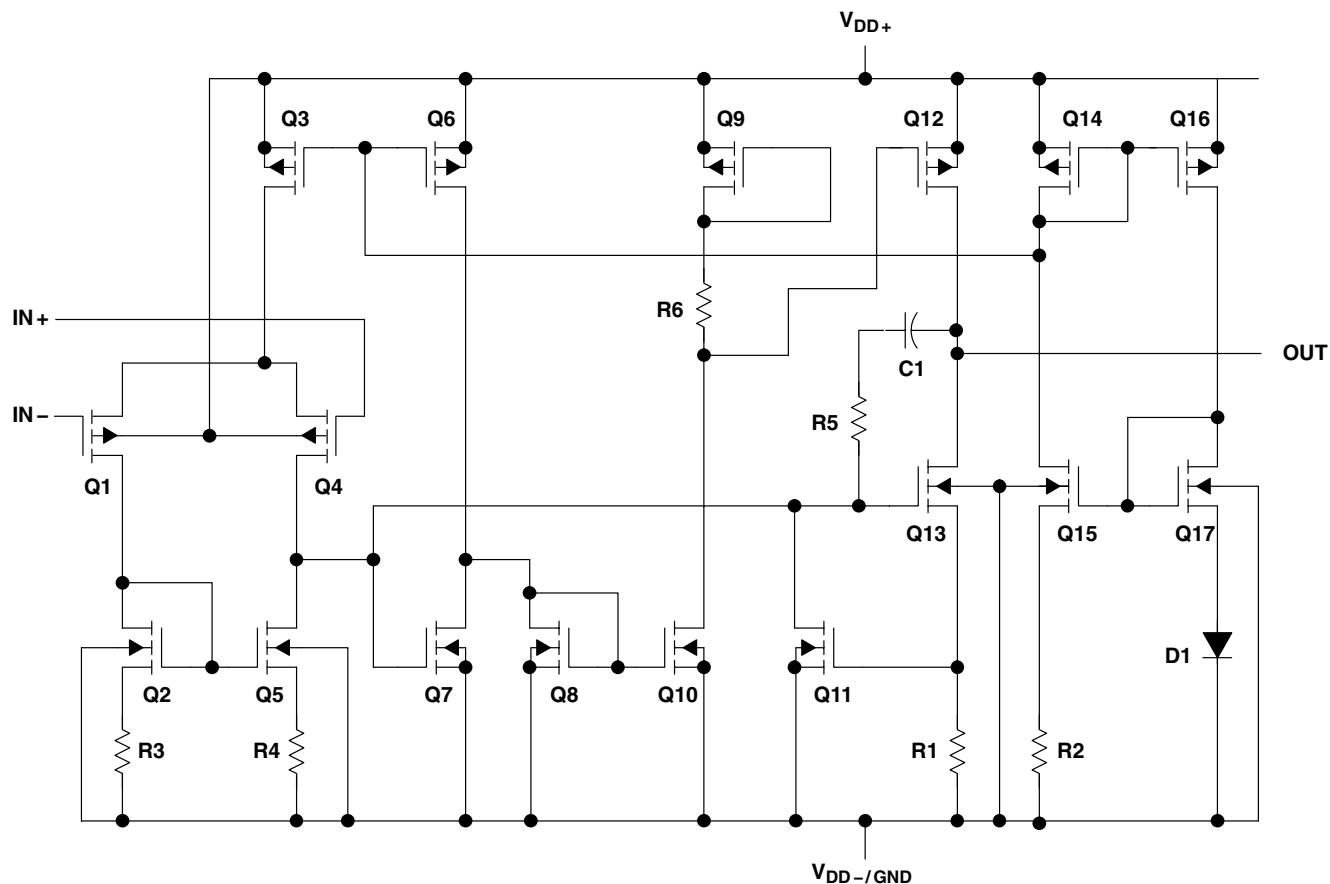 VDD+
Q3
Q6
Q9
Q12
Q14
Q16
R6
IN+
OUT
C1
IN−
R5
Q1
Q4
Q13
Q15
Q17
D1
Q2
Q5
Q7
Q8
Q10
Q11
R3
R4
R1
R2
VDD−/GND